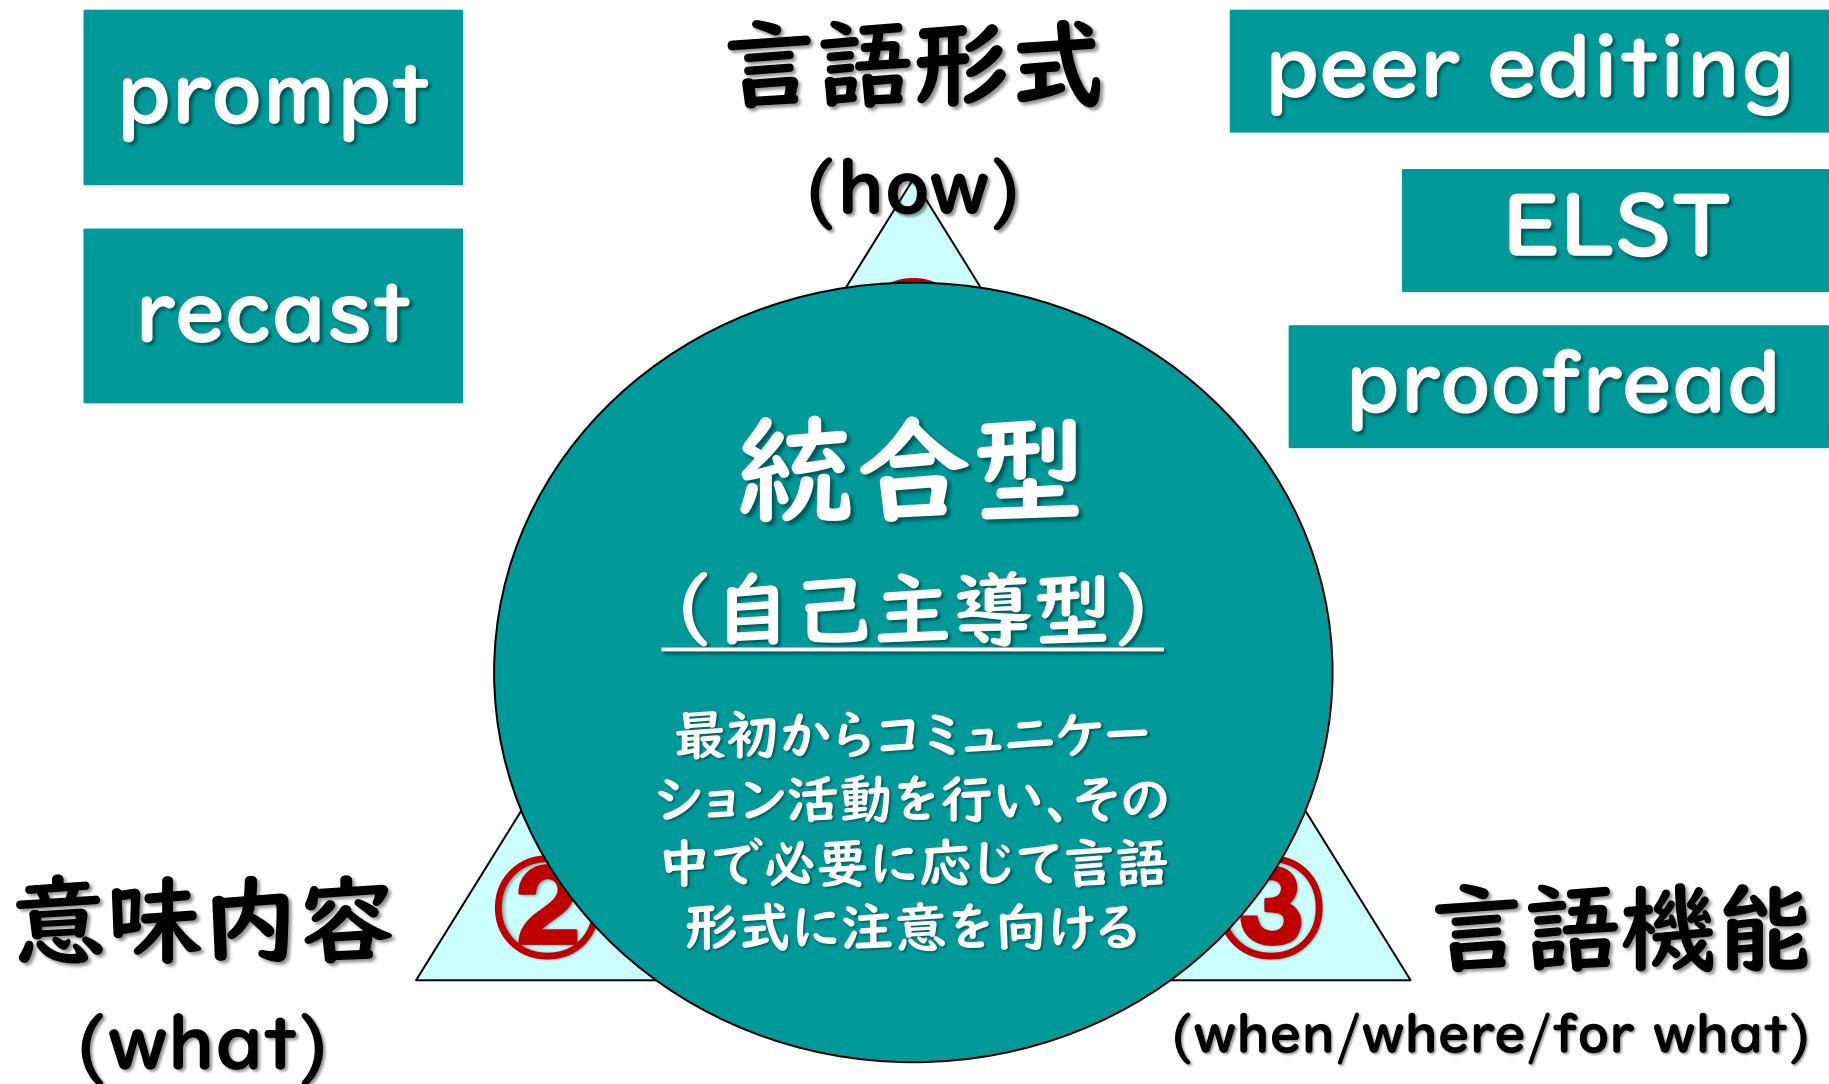 prompt
recast
言語形式
(how)
peer editing
ELST
proofread
統合型
（自己主導型）
最初からコミュニケー
ション活動を行い、その
中で必要に応じて言語
形式に注意を向ける
②
③
意味内容
(what)
言語機能
(when/where/for what)